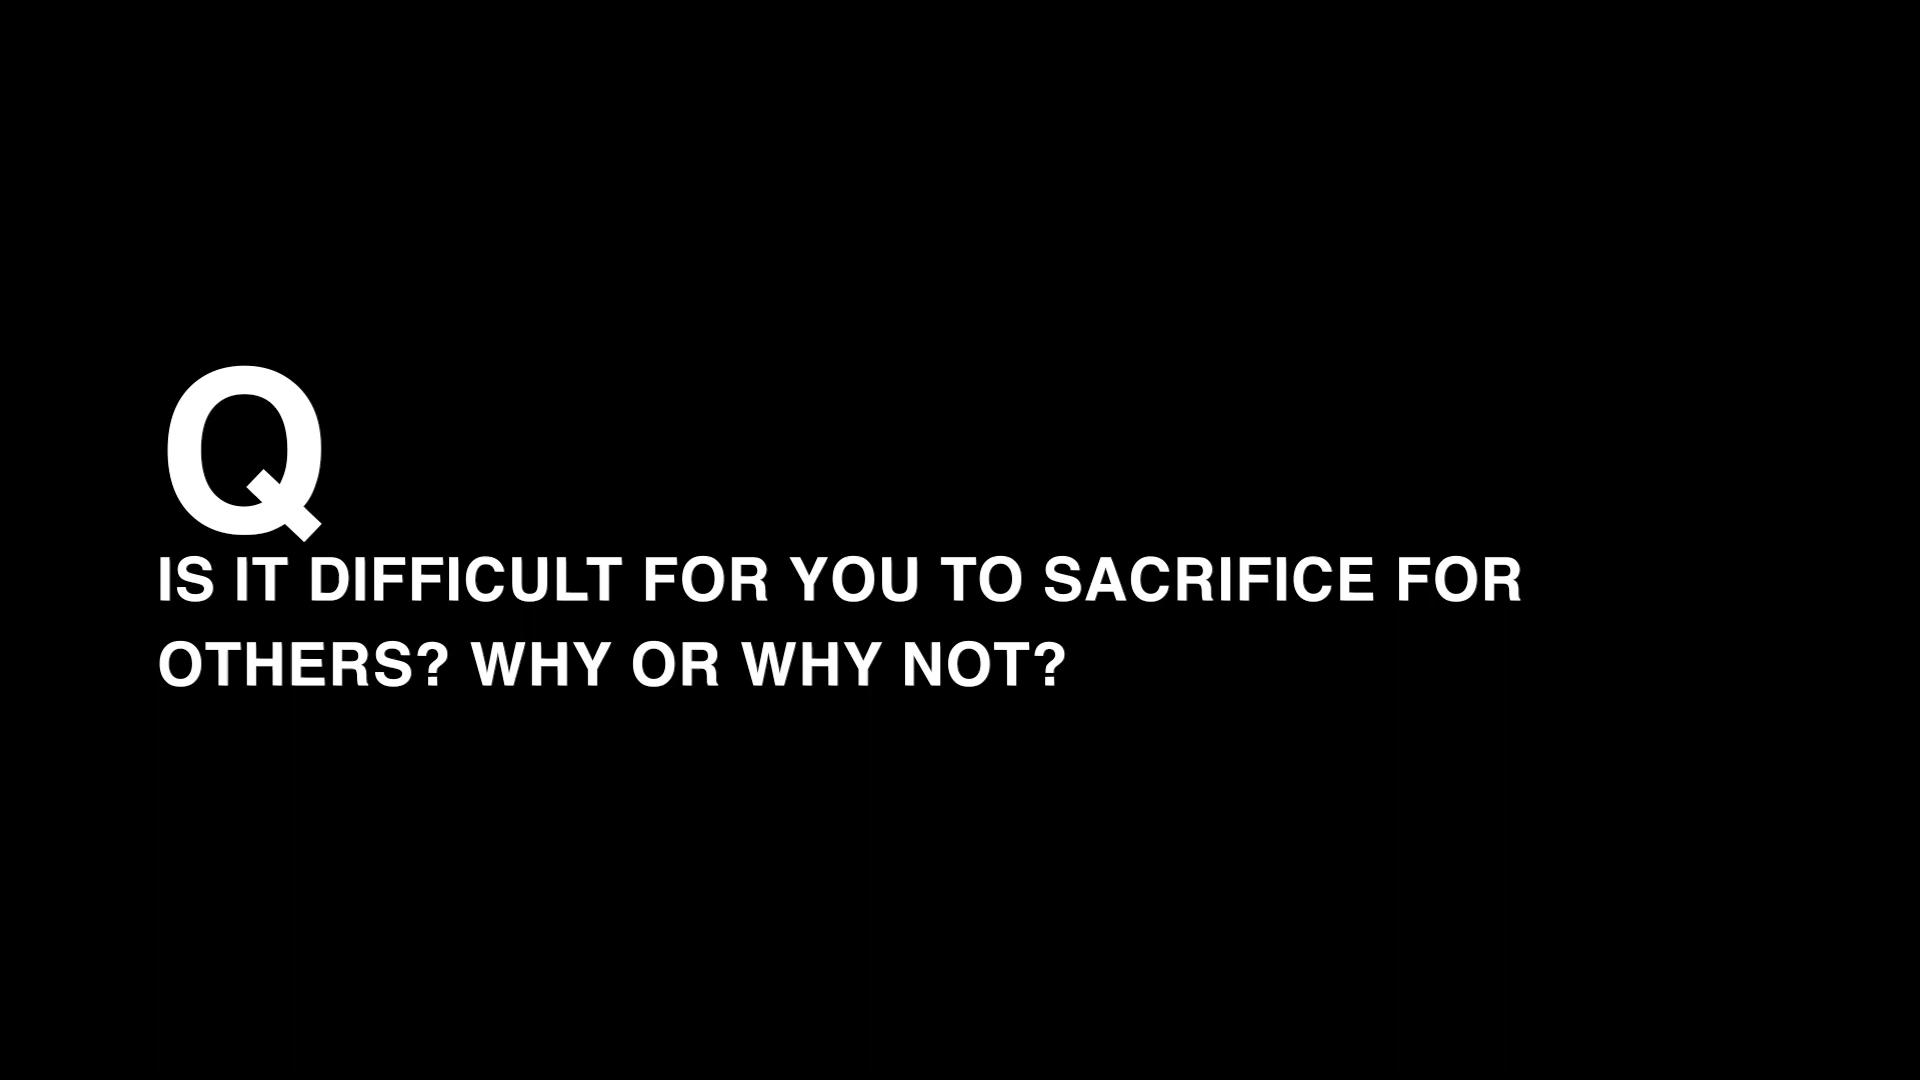 Q
IS IT DIFFICULT FOR YOU TO SACRIFICE FOR
OTHERS? WHY OR WHY NOT?